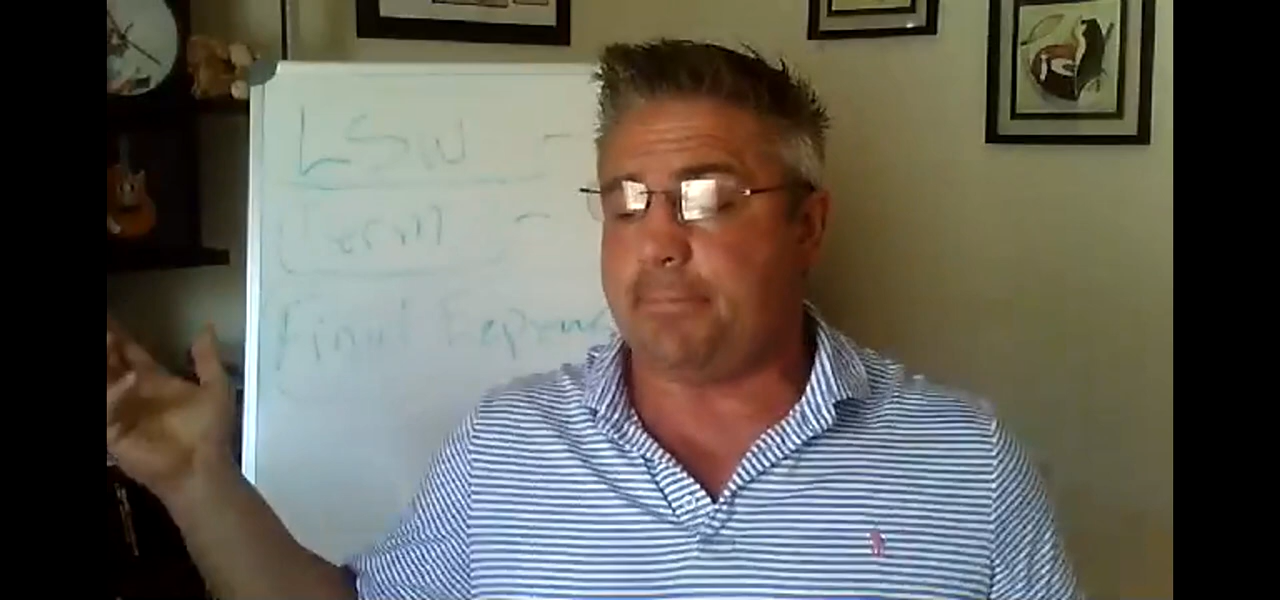 LSW -
Term -
Final Expens